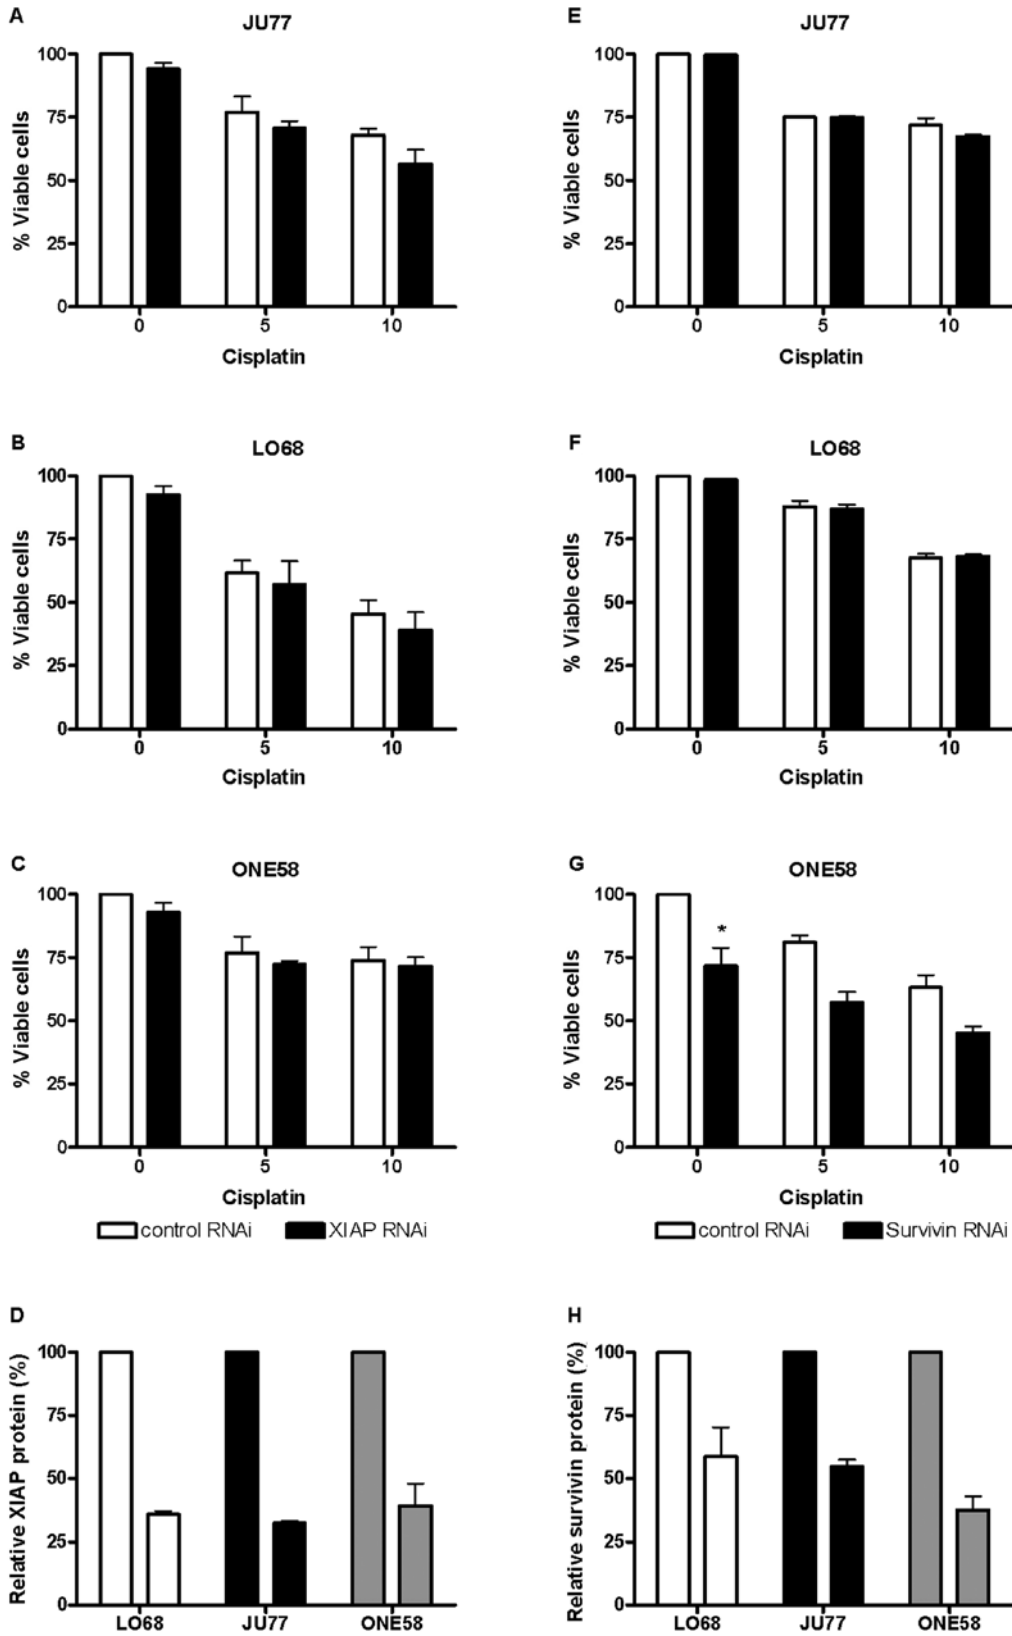 A
JU77
% Viable cells
100
75
50
25
0
0 5 10
Cisplatin
E
JU77
% Viable cells
100
75
50
25
0
0 5 10
Cisplatin
B
LO68
% Viable cells
100
75
50
25
0
0 5 10
Cisplatin
F
LO68
% Viable cells
100
75
50
25
0
0 5 10
Cisplatin
C
ONE58
% Viable cells
100
75
50
25
0
0 5 10
Cisplatin
control RNAi XIAP RNAi
G
ONE58
% Viable cells
100
75
50
25
0
*
0 5 10
Cisplatin
control RNAi Survivin RNAi
D
Relative XIAP protein (%)
100
75
50
25
0
LO68 JU77 ONE58
H
Relative survivin protein (%)
100
75
50
25
0
LO68 JU77 ONE58